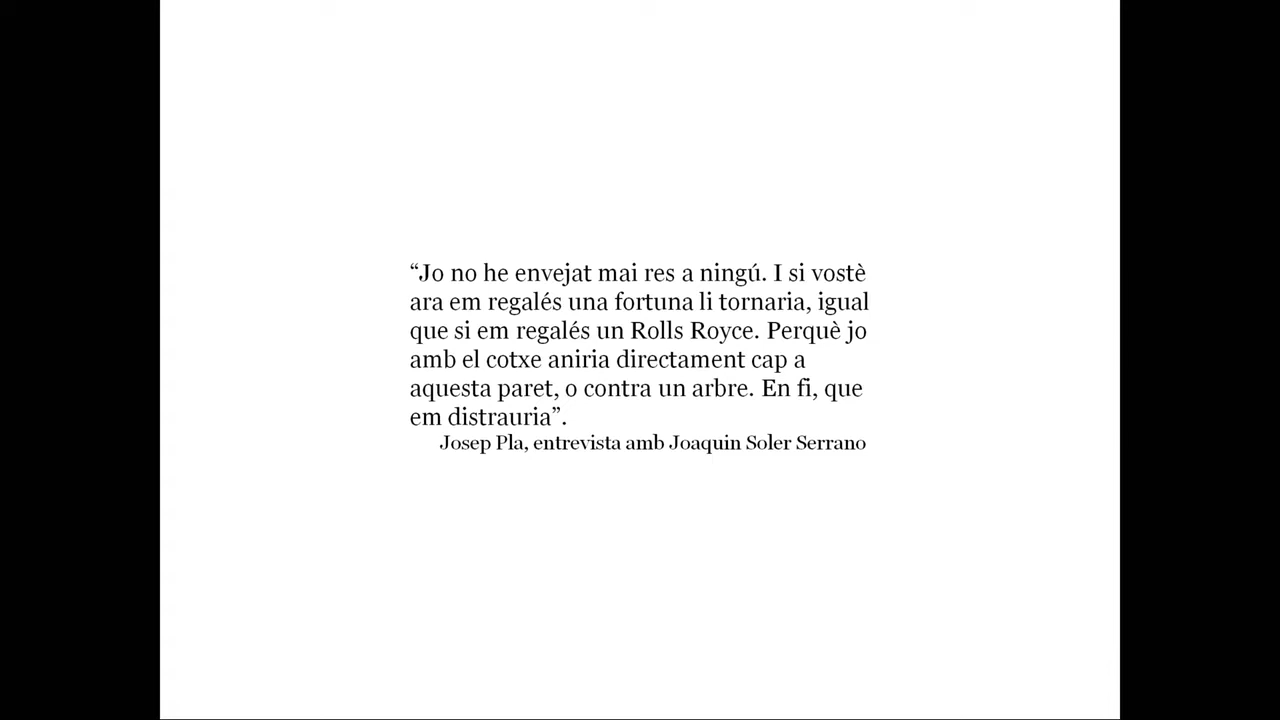 “Jo no he envejat mai res a ningú. I si vostè
ara em regalés una fortuna li tornaria, igual
que si em regalés un Rolls Royce. Perquè jo
amb el cotxe aniria directament cap a
aquesta paret, o contra un arbre. En fi, que
em distrauria”.
Josep Pla, entrevista amb Joaquin Soler Serrano